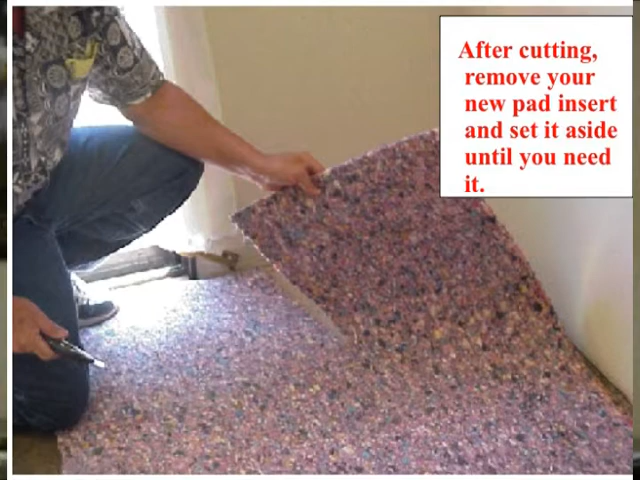 After cutting,
remove your
new pad insert
and set it aside
until you need
it.